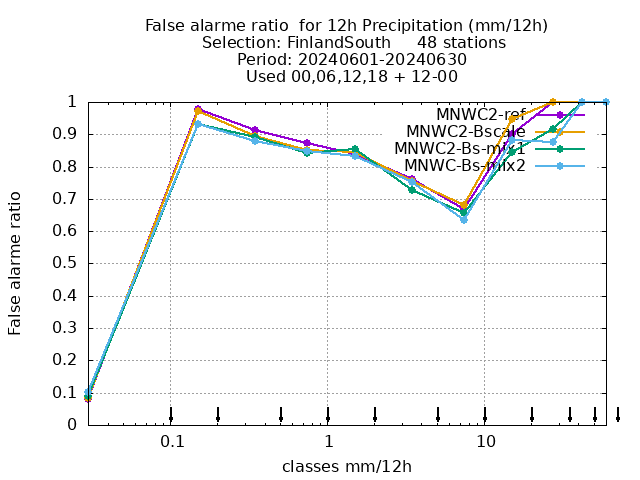 False alarme ratio  for 12h Precipitation (mm/12h)
Selection: FinlandSouth     48 stations
Period: 20240601-20240630
Used 00,06,12,18 + 12-00
MNWC2-ref
MNWC2-Bscale
MNWC2-Bs-mix1
MNWC-Bs-mix2
False alarme ratio
1
0.9
0.8
0.7
0.6
0.5
0.4
0.3
0.2
0.1
0
0.1
1
10
classes mm/12h